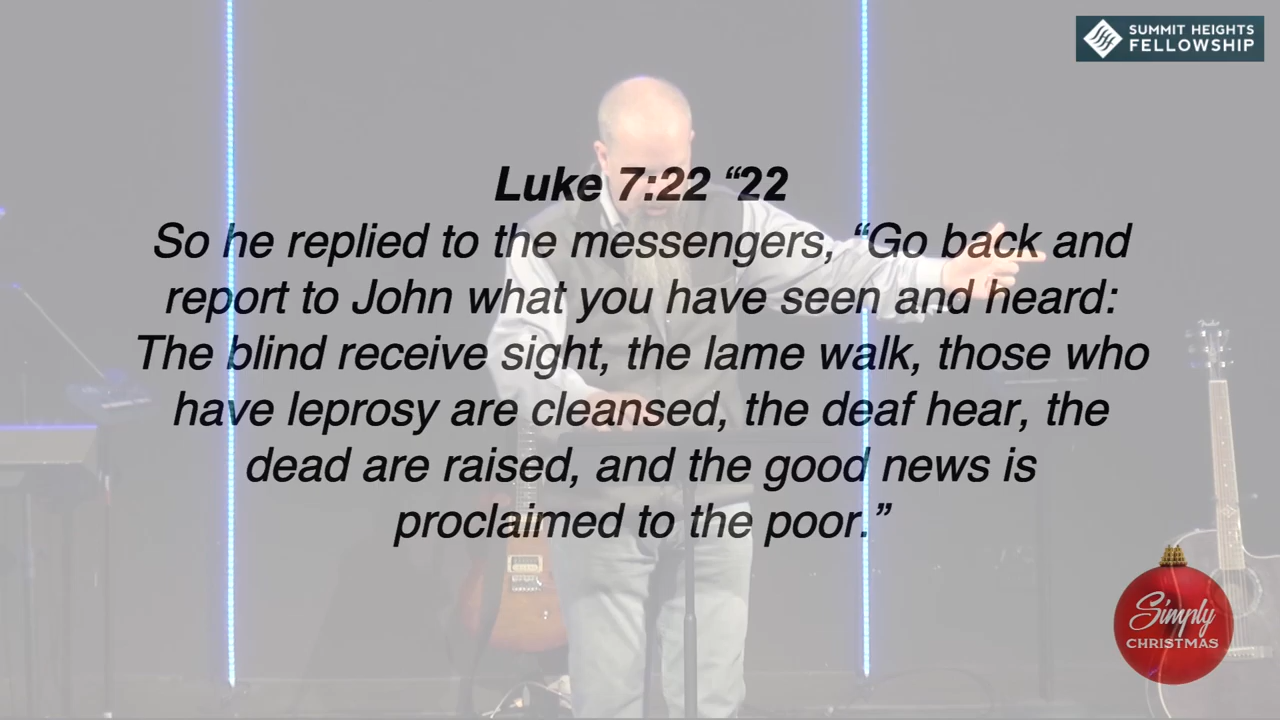 SUMMIT HEIGHTS
FELLOWSHIP
Luke 7:22 “22
So he replied to the messengers, “Go back and
report to John what you have seen and heard:
The blind receive sight, the lame walk, those who
have leprosy are cleansed, the deaf hear, the
dead are raised, and the good news is
proclaimed to the poor.”
Fender
Simply
CHRISTMAS